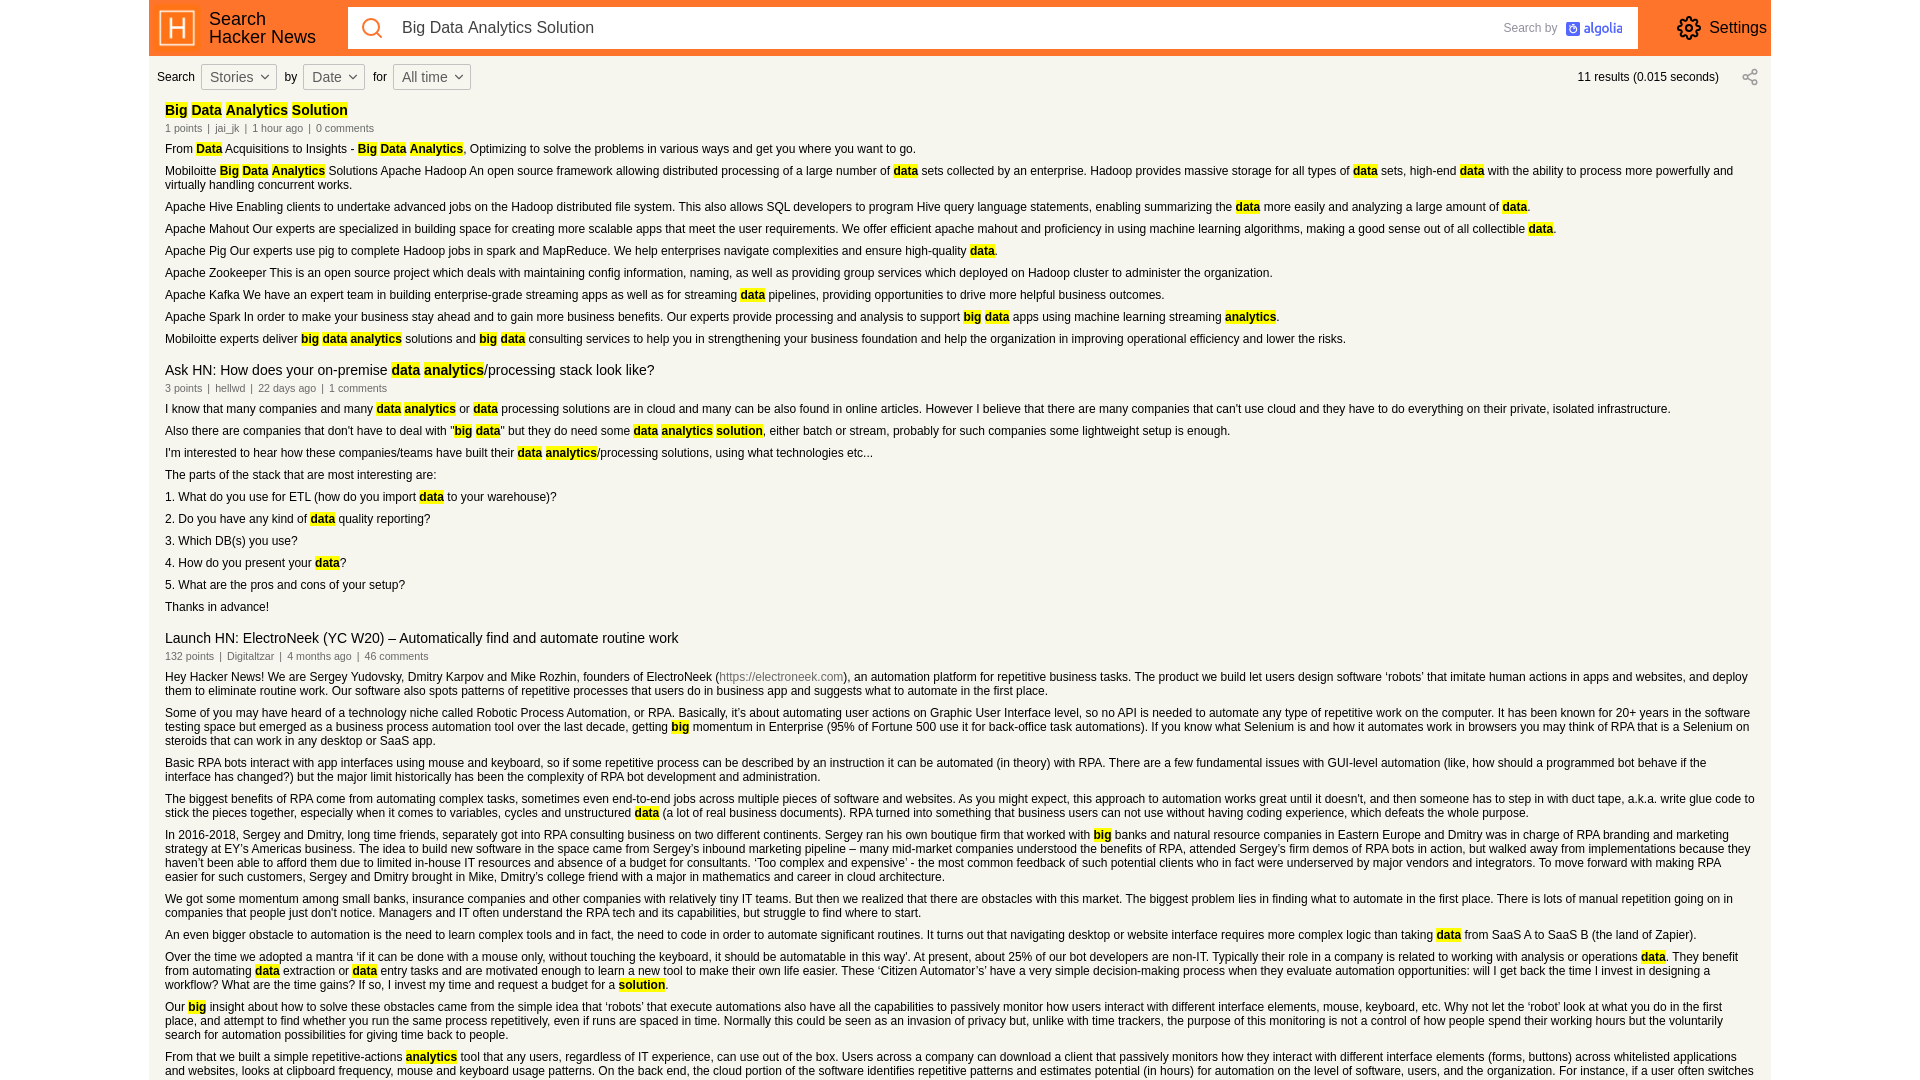 Search
Hacker News
Big Data Analytics Solution
Search by algolia
Settings
Search Stories by Date for All time
11 results (0.015 seconds)
Big Data Analytics Solution
1 points | jai_jk | 1 hour ago | 0 comments
From Data Acquisitions to Insights - Big Data Analytics, Optimizing to solve the problems in various ways and get you where you want to go.
Mobiloitte Big Data Analytics Solutions Apache Hadoop An open source framework allowing distributed processing of a large number of data sets collected by an enterprise. Hadoop provides massive storage for all types of data sets, high-end data with the ability to process more powerfully and
virtually handling concurrent works.
Apache Hive Enabling clients to undertake advanced jobs on the Hadoop distributed file system. This also allows SQL developers to program Hive query language statements, enabling summarizing the data more easily and analyzing a large amount of data.
Apache Mahout Our experts are specialized in building space for creating more scalable apps that meet the user requirements. We offer efficient apache mahout and proficiency in using machine learning algorithms, making a good sense out of all collectible data.
Apache Pig Our experts use pig to complete Hadoop jobs in spark and MapReduce. We help enterprises navigate complexities and ensure high-quality data.
Apache Zookeeper This is an open source project which deals with maintaining config information, naming, as well as providing group services which deployed on Hadoop cluster to administer the organization.
Apache Kafka We have an expert team in building enterprise-grade streaming apps as well as for streaming data pipelines, providing opportunities to drive more helpful business outcomes.
Apache Spark In order to make your business stay ahead and to gain more business benefits. Our experts provide processing and analysis to support big data apps using machine learning streaming analytics.
Mobiloitte experts deliver big data analytics solutions and big data consulting services to help you in strengthening your business foundation and help the organization in improving operational efficiency and lower the risks.
Ask HN: How does your on-premise data analytics/processing stack look like?
3 points | hellwd | 22 days ago | 1 comments
I know that many companies and many data analytics or data processing solutions are in cloud and many can be also found in online articles. However I believe that there are many companies that can't use cloud and they have to do everything on their private, isolated infrastructure.
Also there are companies that don't have to deal with "big data" but they do need some data analytics solution, either batch or stream, probably for such companies some lightweight setup is enough.
I'm interested to hear how these companies/teams have built their data analytics/processing solutions, using what technologies etc...
The parts of the stack that are most interesting are:
1. What do you use for ETL (how do you import data to your warehouse)?
2. Do you have any kind of data quality reporting?
3. Which DB(s) you use?
4. How do you present your data?
5. What are the pros and cons of your setup?
Thanks in advance!
Launch HN: ElectroNeek (YC W20) – Automatically find and automate routine work
132 points | Digitaltzar | 4 months ago | 46 comments
Hey Hacker News! We are Sergey Yudovsky, Dmitry Karpov and Mike Rozhin, founders of ElectroNeek (https://electroneek.com), an automation platform for repetitive business tasks. The product we build let users design software ‘robots’ that imitate human actions in apps and websites, and deploy
them to eliminate routine work. Our software also spots patterns of repetitive processes that users do in business app and suggests what to automate in the first place.
Some of you may have heard of a technology niche called Robotic Process Automation, or RPA. Basically, it’s about automating user actions on Graphic User Interface level, so no API is needed to automate any type of repetitive work on the computer. It has been known for 20+ years in the software
testing space but emerged as a business process automation tool over the last decade, getting big momentum in Enterprise (95% of Fortune 500 use it for back-office task automations). If you know what Selenium is and how it automates work in browsers you may think of RPA that is a Selenium on
steroids that can work in any desktop or SaaS app.
Basic RPA bots interact with app interfaces using mouse and keyboard, so if some repetitive process can be described by an instruction it can be automated (in theory) with RPA. There are a few fundamental issues with GUI-level automation (like, how should a programmed bot behave if the
interface has changed?) but the major limit historically has been the complexity of RPA bot development and administration.
The biggest benefits of RPA come from automating complex tasks, sometimes even end-to-end jobs across multiple pieces of software and websites. As you might expect, this approach to automation works great until it doesn't, and then someone has to step in with duct tape, a.k.a. write glue code to
stick the pieces together, especially when it comes to variables, cycles and unstructured data (a lot of real business documents). RPA turned into something that business users can not use without having coding experience, which defeats the whole purpose.
In 2016-2018, Sergey and Dmitry, long time friends, separately got into RPA consulting business on two different continents. Sergey ran his own boutique firm that worked with big banks and natural resource companies in Eastern Europe and Dmitry was in charge of RPA branding and marketing
strategy at EY’s Americas business. The idea to build new software in the space came from Sergey’s inbound marketing pipeline – many mid-market companies understood the benefits of RPA, attended Sergey’s firm demos of RPA bots in action, but walked away from implementations because they
haven’t been able to afford them due to limited in-house IT resources and absence of a budget for consultants. ‘Too complex and expensive’ - the most common feedback of such potential clients who in fact were underserved by major vendors and integrators. To move forward with making RPA
easier for such customers, Sergey and Dmitry brought in Mike, Dmitry’s college friend with a major in mathematics and career in cloud architecture.
We got some momentum among small banks, insurance companies and other companies with relatively tiny IT teams. But then we realized that there are obstacles with this market. The biggest problem lies in finding what to automate in the first place. There is lots of manual repetition going on in
companies that people just don't notice. Managers and IT often understand the RPA tech and its capabilities, but struggle to find where to start.
An even bigger obstacle to automation is the need to learn complex tools and in fact, the need to code in order to automate significant routines. It turns out that navigating desktop or website interface requires more complex logic than taking data from SaaS A to SaaS B (the land of Zapier).
Over the time we adopted a mantra ‘if it can be done with a mouse only, without touching the keyboard, it should be automatable in this way’. At present, about 25% of our bot developers are non-IT. Typically their role in a company is related to working with analysis or operations data. They benefit
from automating data extraction or data entry tasks and are motivated enough to learn a new tool to make their own life easier. These ‘Citizen Automator’s’ have a very simple decision-making process when they evaluate automation opportunities: will I get back the time I invest in designing a
workflow? What are the time gains? If so, I invest my time and request a budget for a solution.
Our big insight about how to solve these obstacles came from the simple idea that ‘robots’ that execute automations also have all the capabilities to passively monitor how users interact with different interface elements, mouse, keyboard, etc. Why not let the ‘robot’ look at what you do in the first
place, and attempt to find whether you run the same process repetitively, even if runs are spaced in time. Normally this could be seen as an invasion of privacy but, unlike with time trackers, the purpose of this monitoring is not a control of how people spend their working hours but the voluntarily
search for automation possibilities for giving time back to people.
From that we built a simple repetitive-actions analytics tool that any users, regardless of IT experience, can use out of the box. Users across a company can download a client that passively monitors how they interact with different interface elements (forms, buttons) across whitelisted applications
and websites, looks at clipboard frequency, mouse and keyboard usage patterns. On the back end, the cloud portion of the software identifies repetitive patterns and estimates potential (in hours) for automation on the level of software, users, and the organization. For instance, if a user often switches